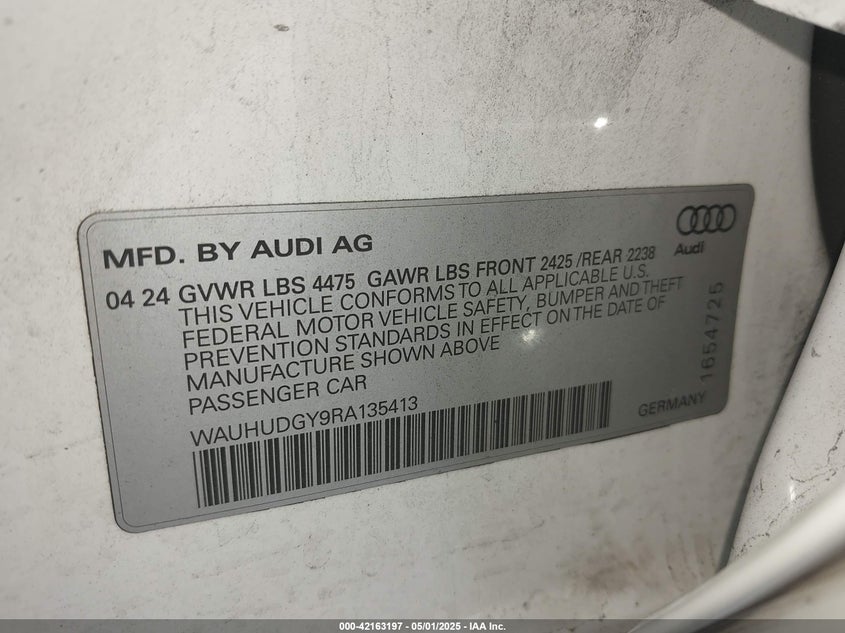 MFD. BY AUDI AG
Audi
04 24 GVWR LBS 4475 GAWR LBS FRONT 2425 /REAR 2238
THIS VEHICLE CONFORMS TO ALL APPLICABLE U.S.
FEDERAL MOTOR VEHICLE SAFETY, BUMPER AND THEFT
PREVENTION STANDARDS IN EFFECT ON THE DATE OF
MANUFACTURE SHOWN ABOVE
PASSENGER CAR
WAUHUDGY9RA135413
GERMANY
1654725
000-42163197 - 05/01/2025 - IAA Inc.